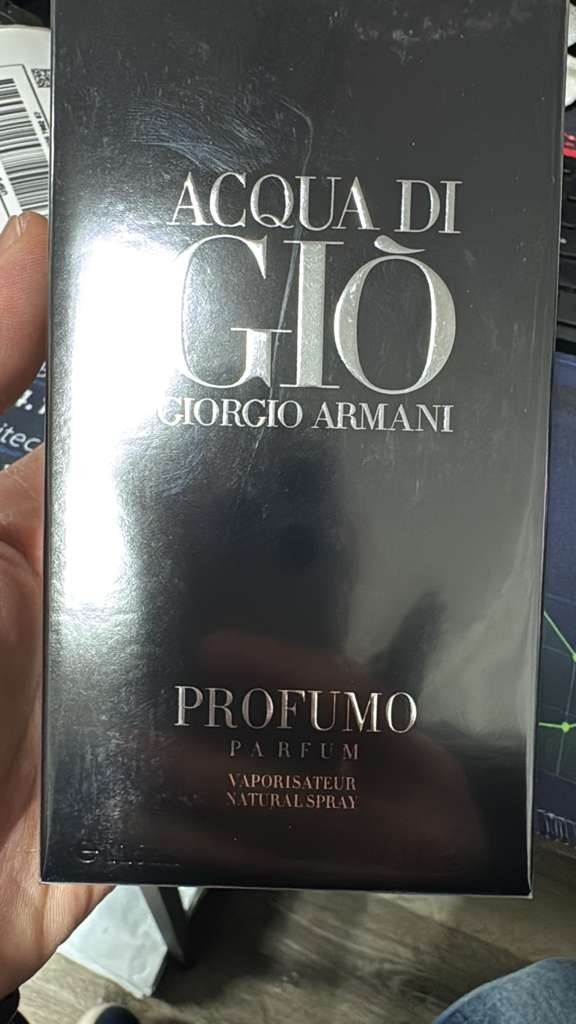 ACQUA DI
GIÒ
GIORGIO ARMANI
PROFUMO
PARFUM
VAPORISATEUR
NATURAL SPRAY